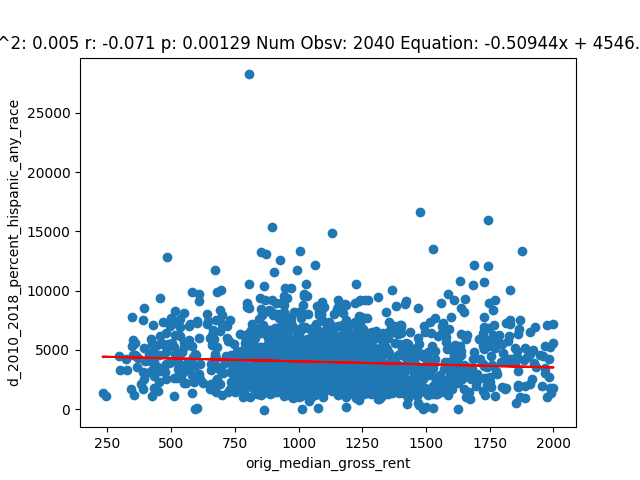 ^2: 0.005 r: -0.071 p: 0.00129 Num Obsv: 2040 Equation: -0.50944x + 4546.
25000
20000
15000
10000
5000
0
d_2010_2018_percent_hispanic_any_race
250 500 750 1000 1250 1500 1750 2000
orig_median_gross_rent